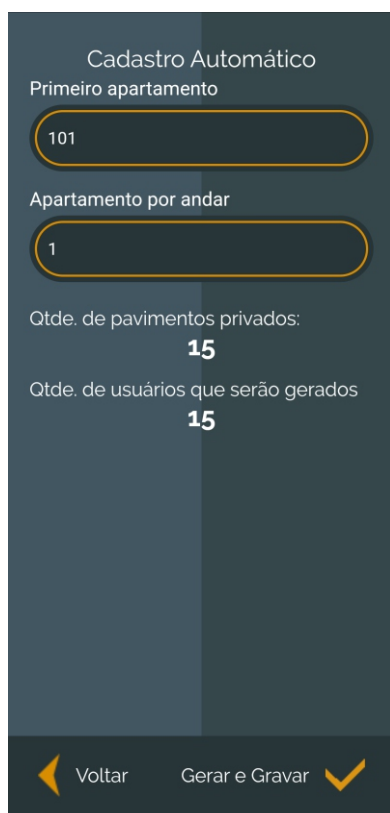 Cadastro Automático
Primeiro apartamento
101
Apartamento por andar
1
Qtde. de pavimentos privados:
15
Qtde. de usuários que serão gerados
15
Voltar
Gerar e Gravar